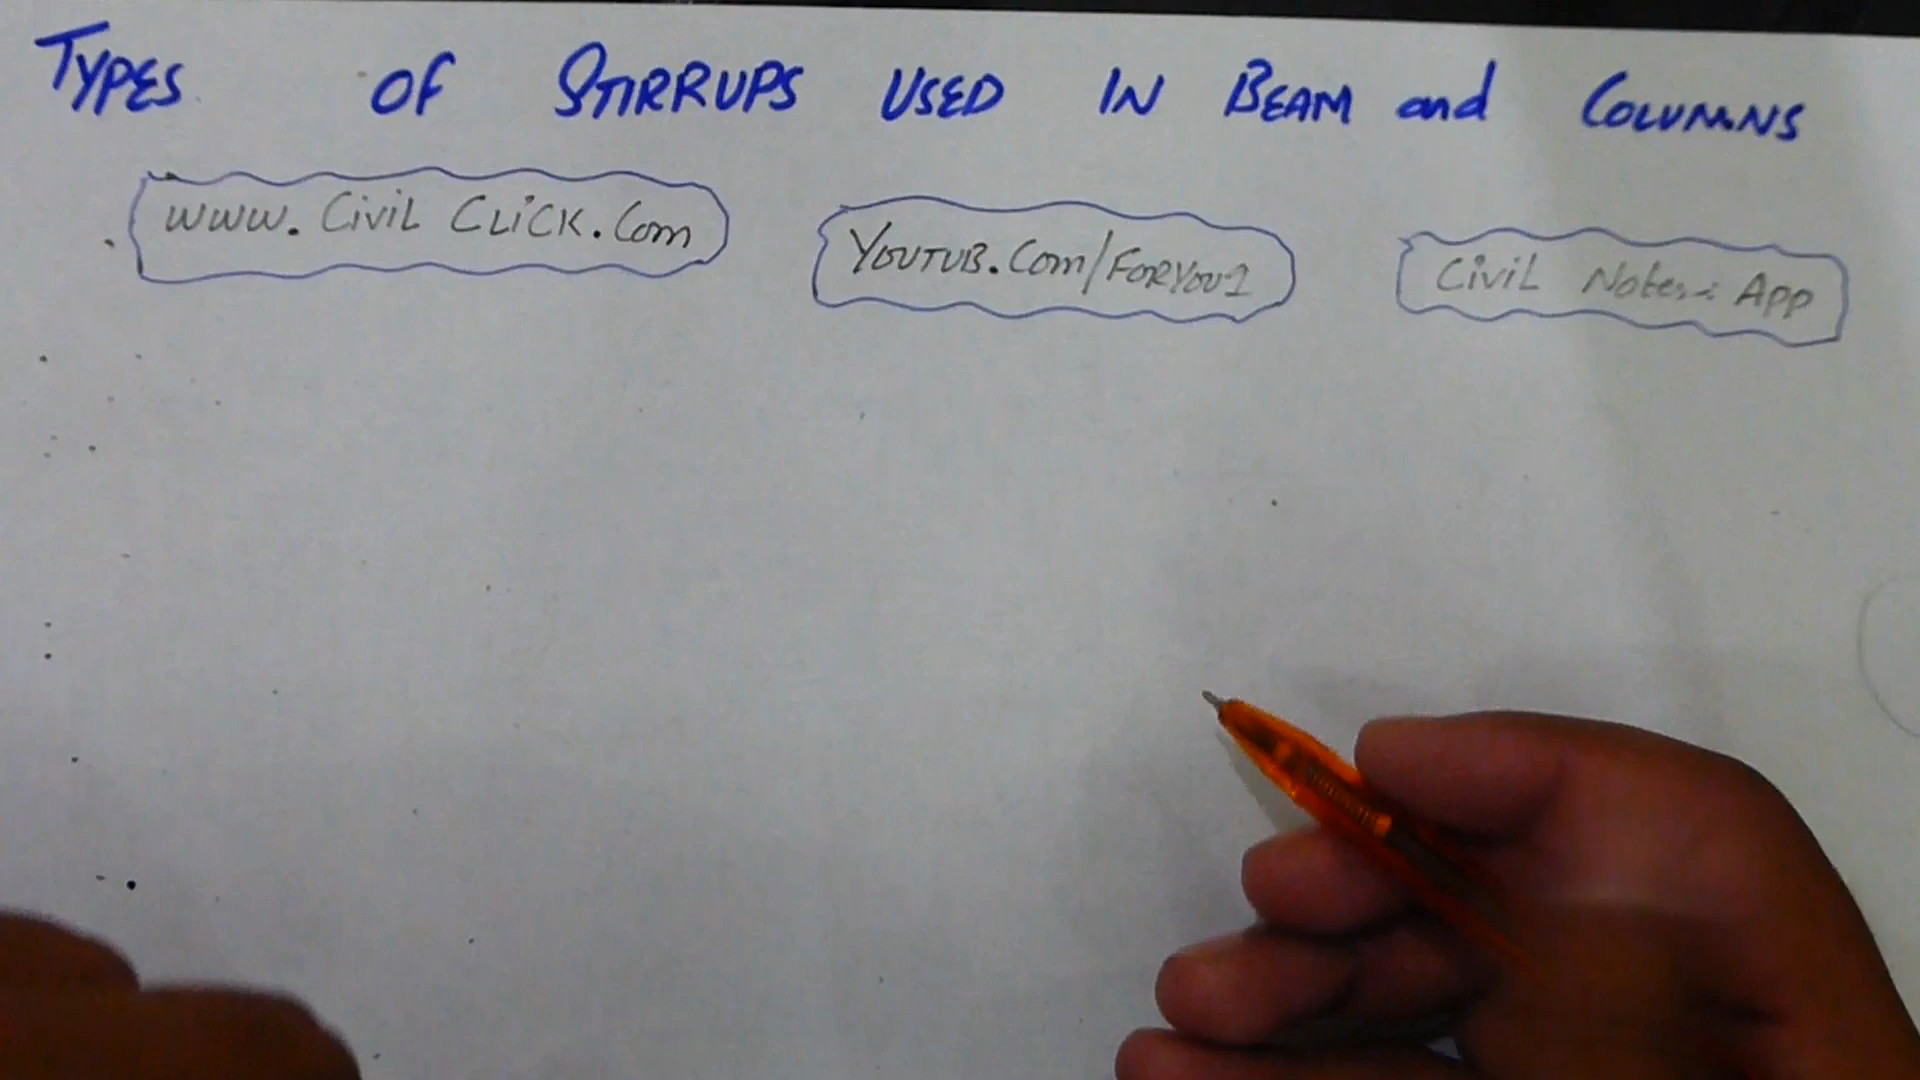 TYPES OF STIRRUPS USED IN BEAM and COLUMNS
www. Civil CLiCK. Com
YOUTUB. Com/FORYOU1
CiviL Notes App